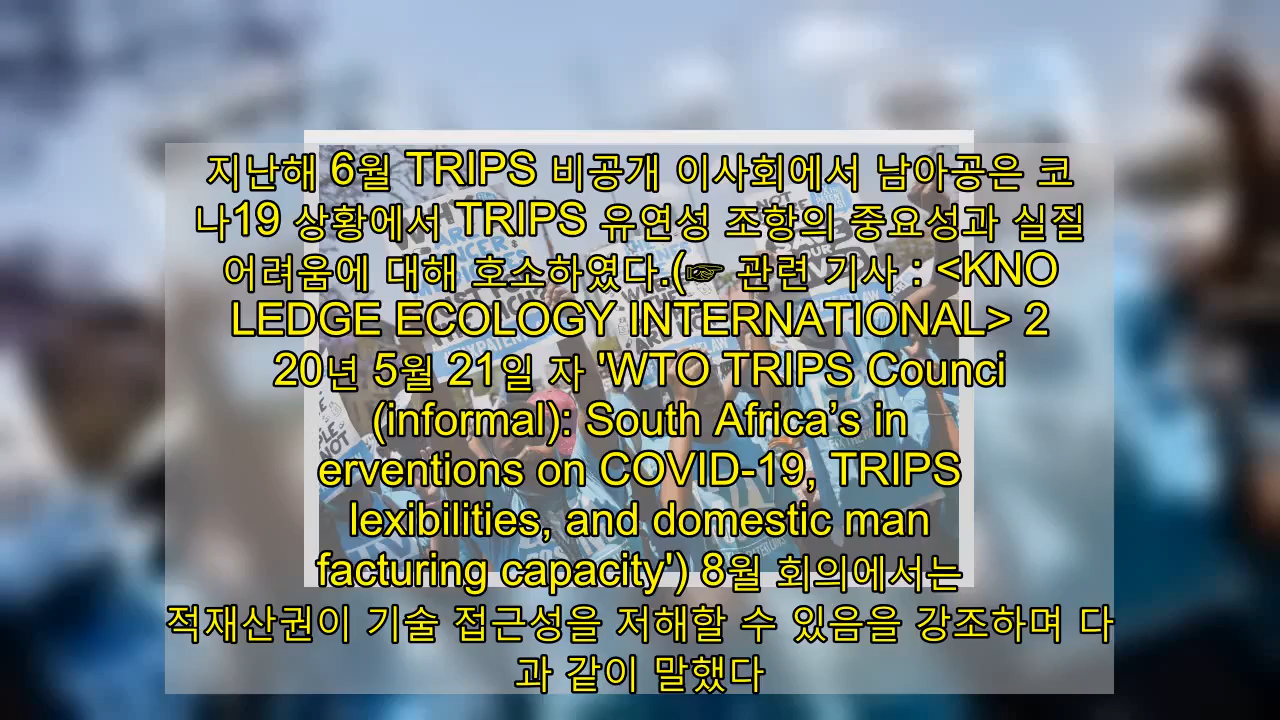 지난해 6월 TRIPS 비공개 이사회에서 남아공은 코
나19 상황에서 TRIPS 유연성 조항의 중요성과 실질
어려움에 대해 호소하였다.(☞ 관련 기사 : <KNO
LEDGE ECOLOGY INTERNATIONAL> 2
20년 5월 21일 자 'WTO TRIPS Counci
(informal): South Africa’s in
erventions on COVID-19, TRIPS
lexibilities, and domestic man
facturing capacity') 8월 회의에서는
적재산권이 기술 접근성을 저해할 수 있음을 강조하며 다
과 같이 말했다